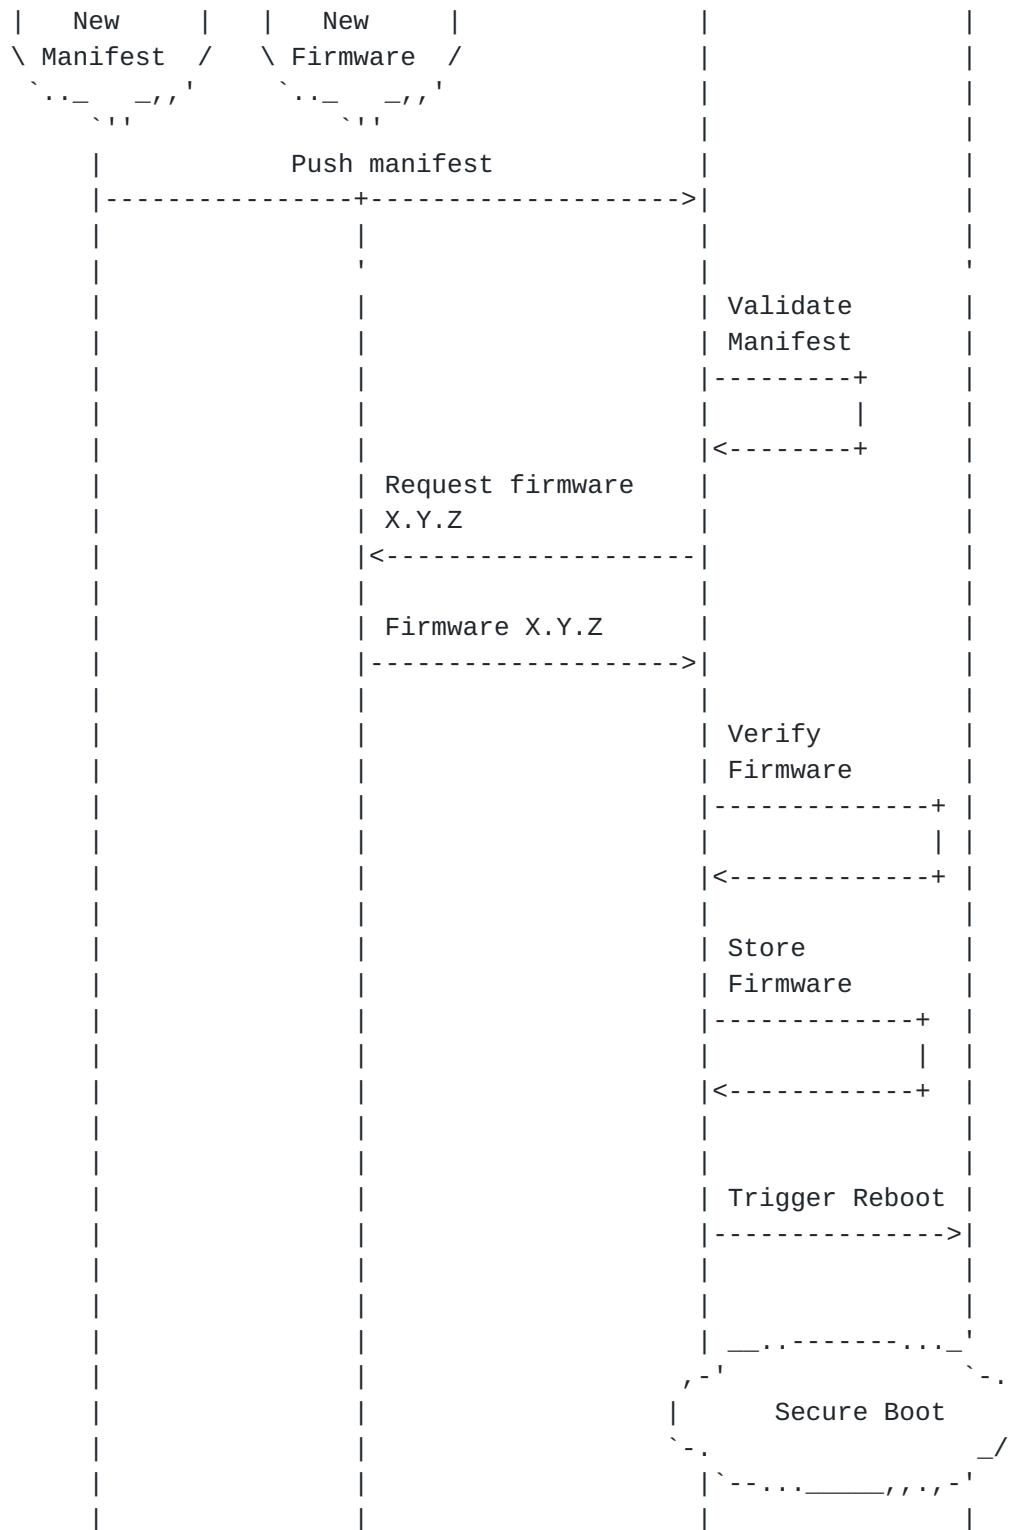 New New
Manifest Firmware
Push manifest
Validate
Manifest
Request firmware
X.Y.Z
Firmware X.Y.Z
Verify
Firmware
Store
Firmware
Trigger Reboot
Secure Boot